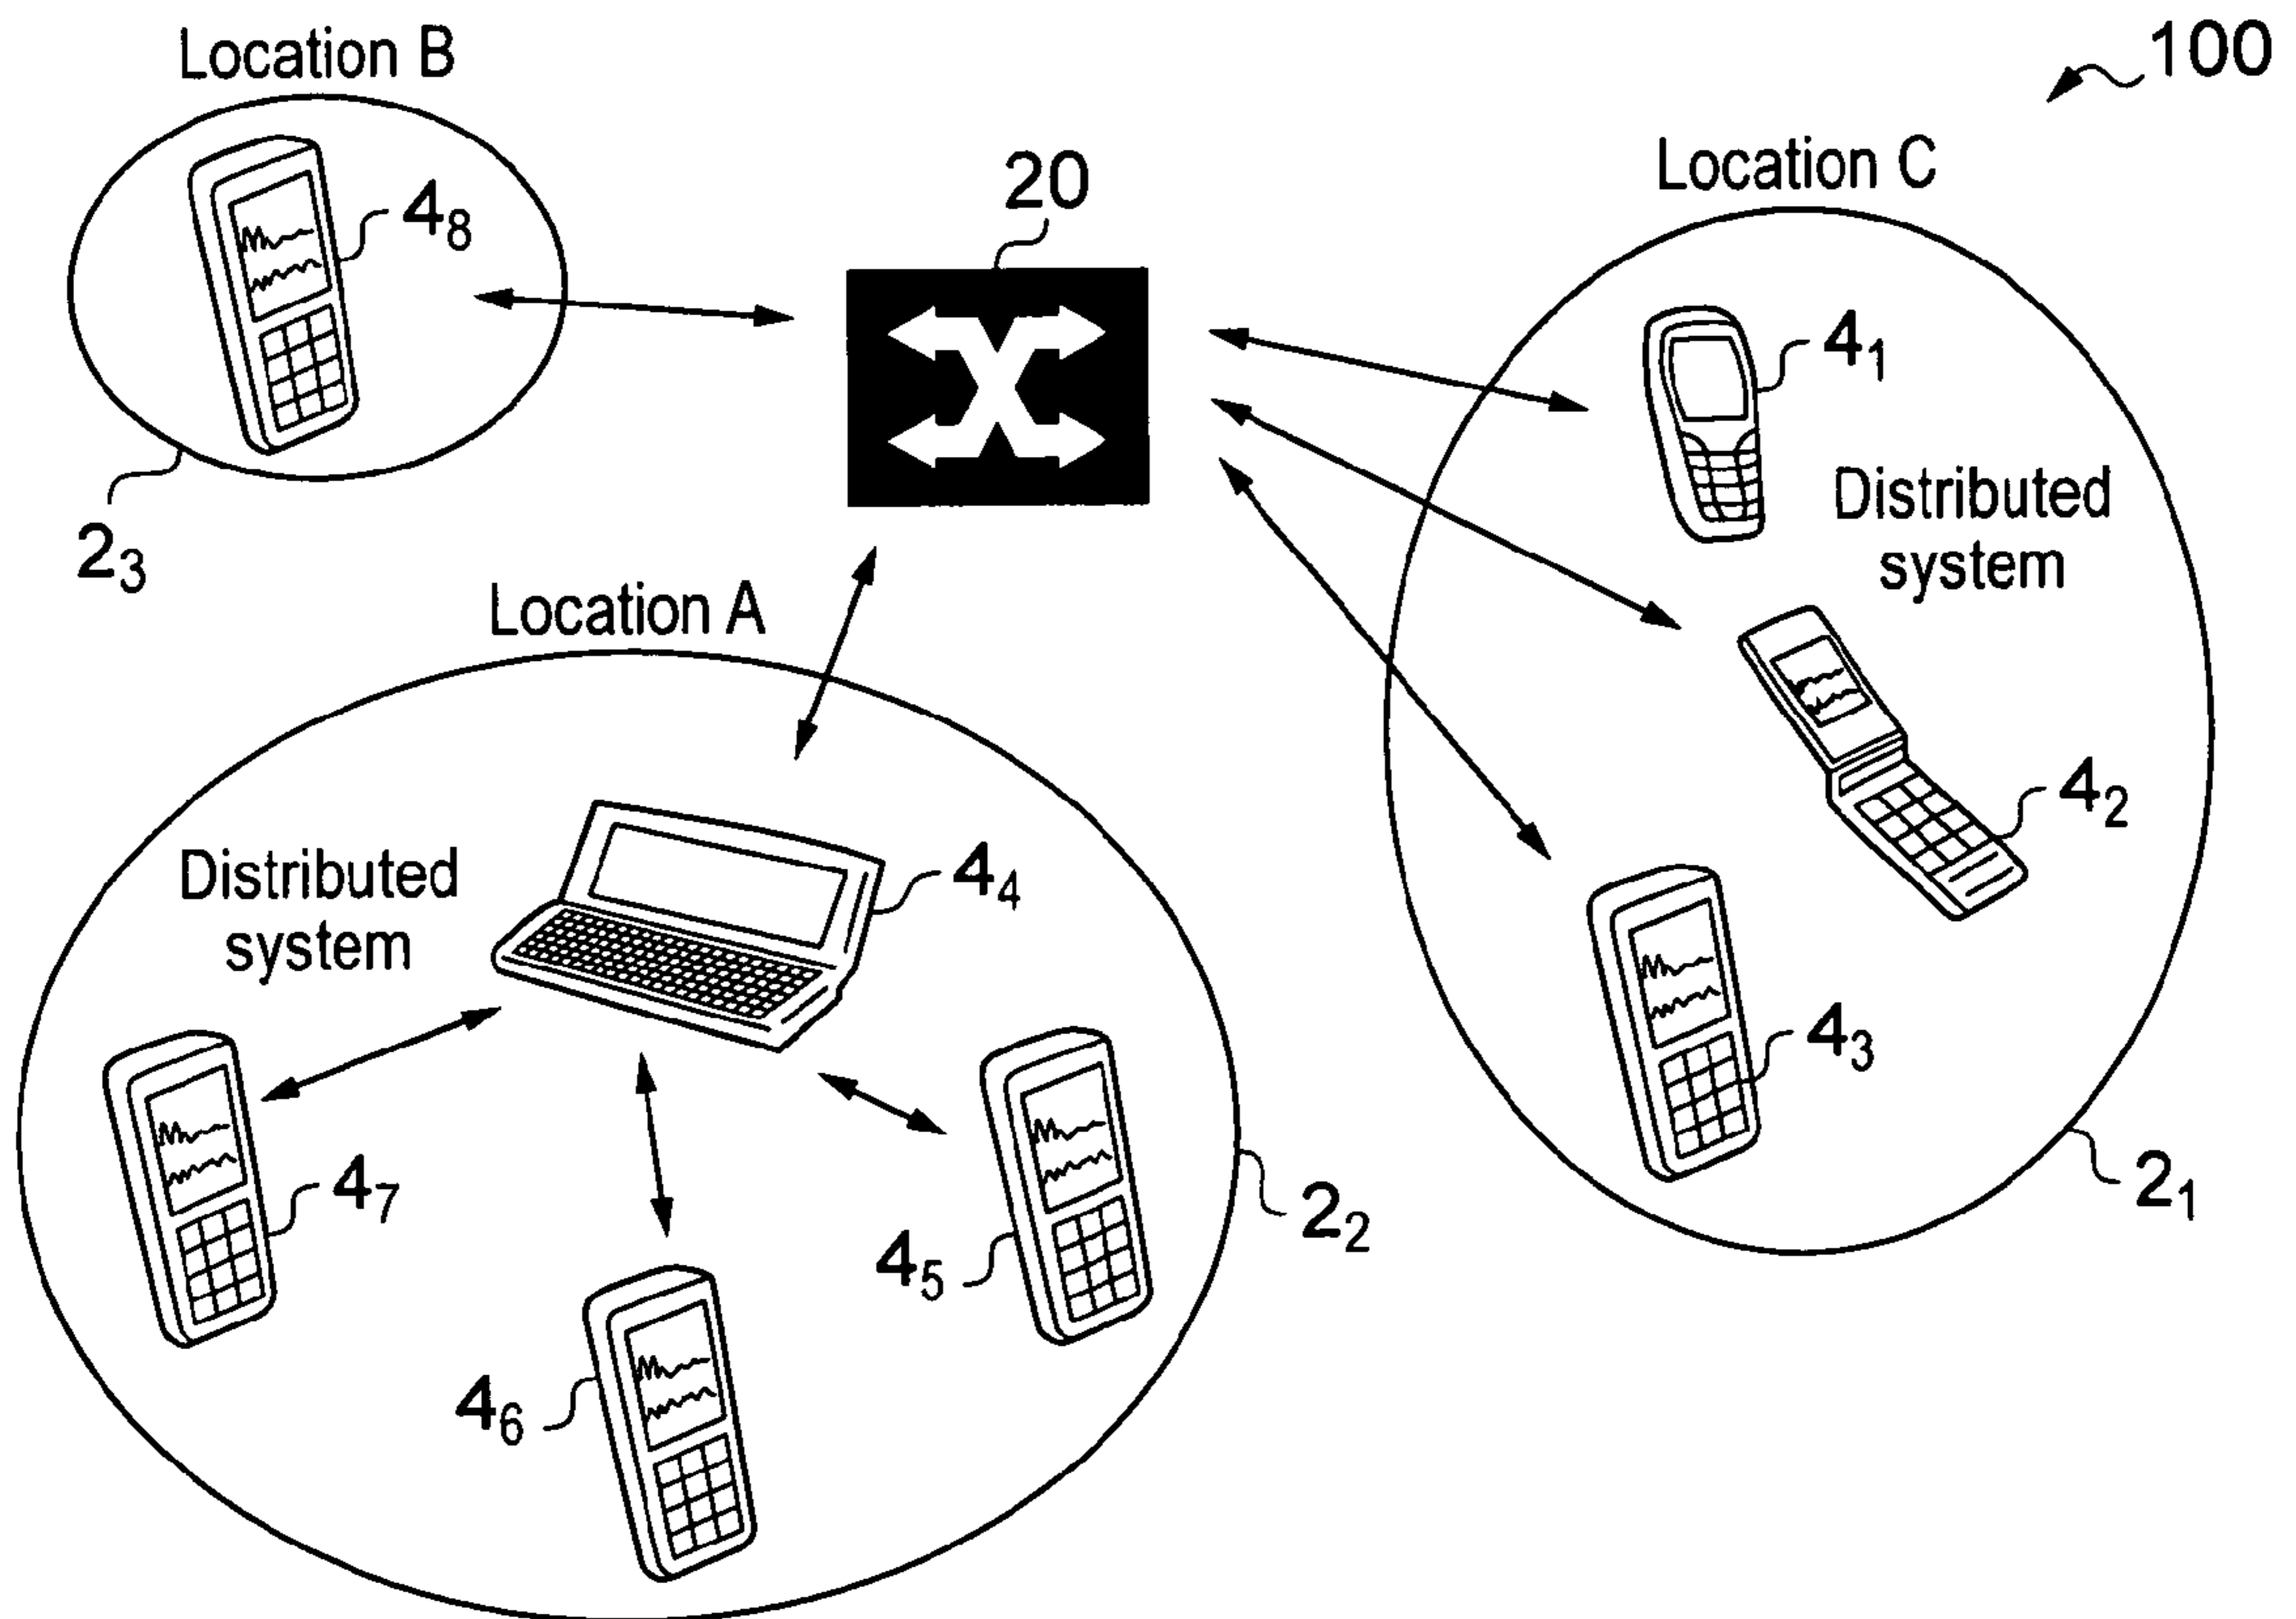 Location B
100
20
Location C
4₈
4₁
Distributed
system
2₃
Location A
4₂
Distributed
system
4₄
4₃
4₇
2₁
2₂
4₅
4₆